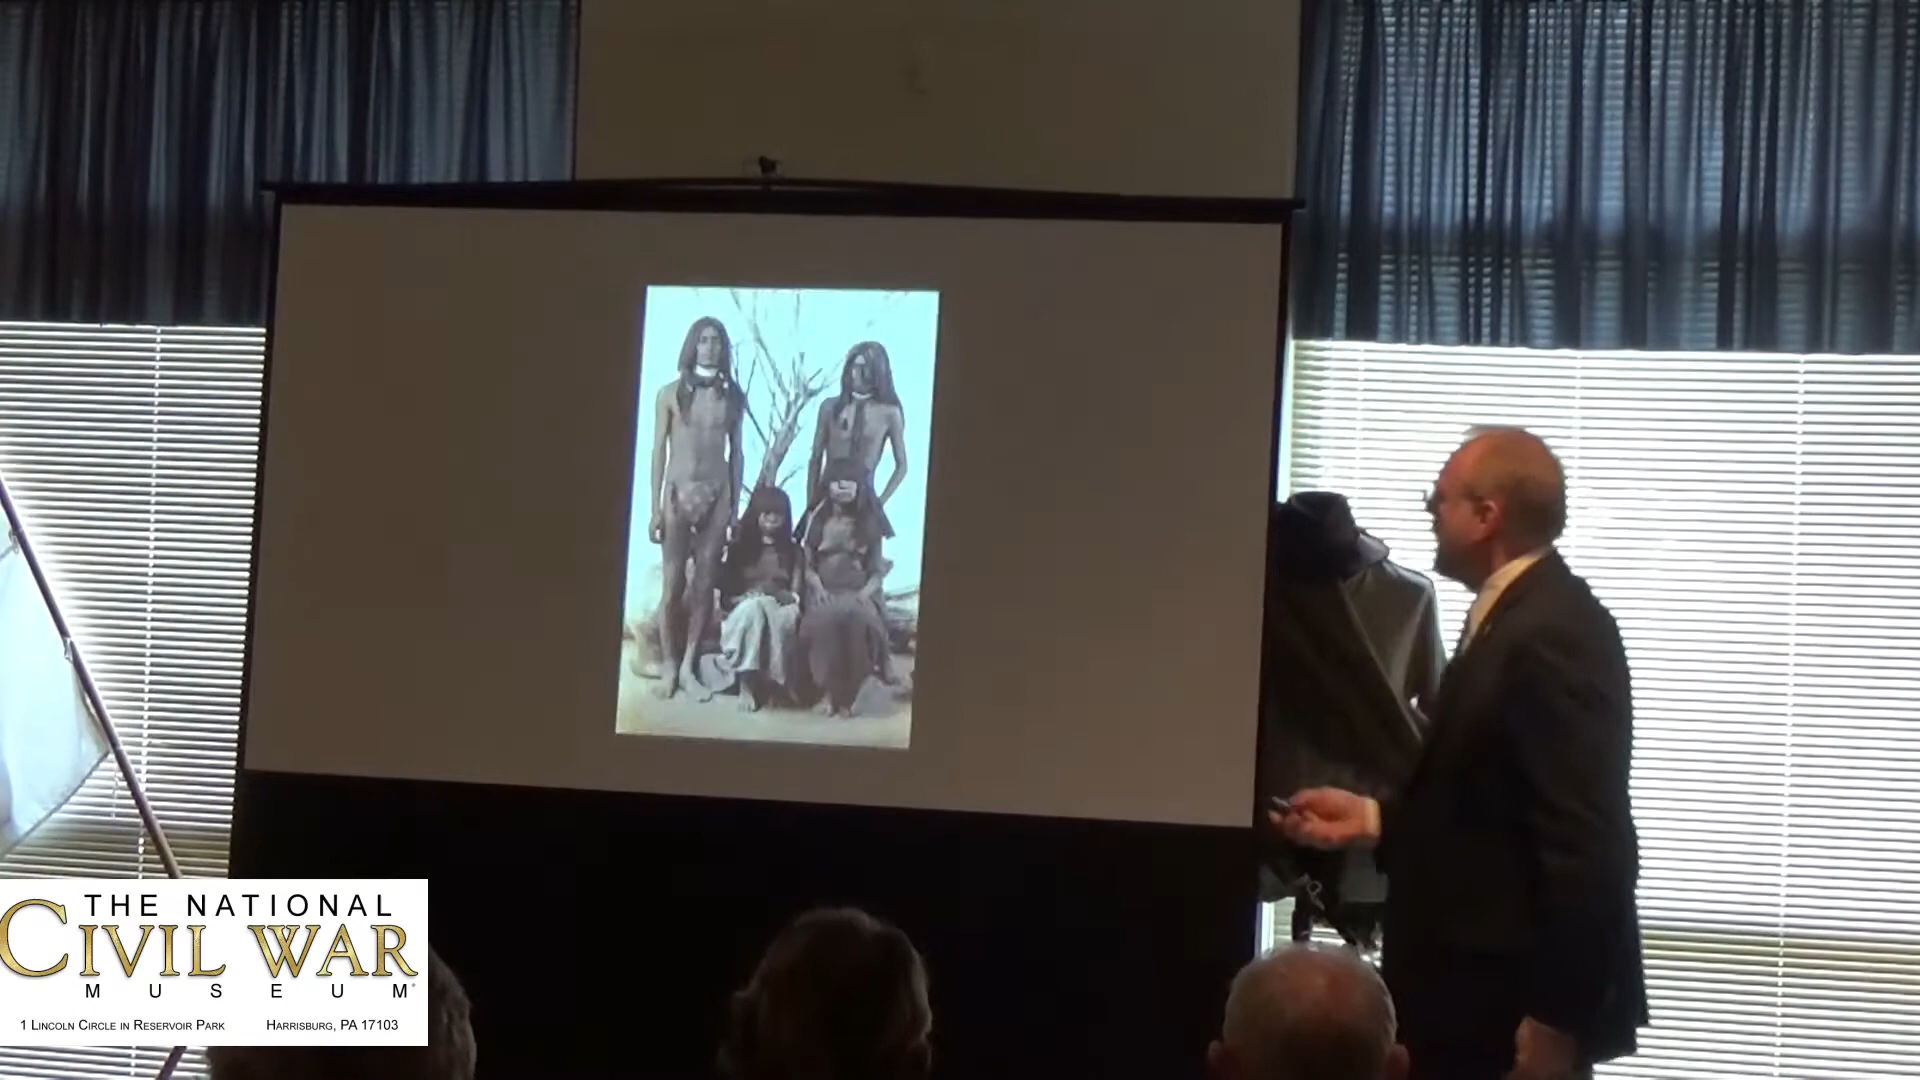 THE NATIONAL
CIVIL WAR
MUSEUM
1 LINCOLN CIRCLE IN RESERVOIR PARK HARRISBURG, PA 17103